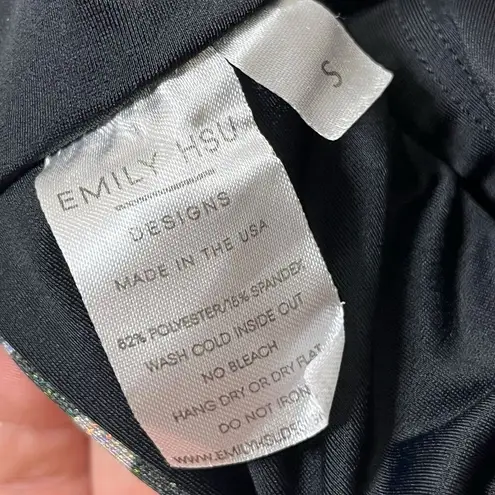 S
EMILY HSU
DESIGNS
MADE IN THE USA
82% POLYESTER/18% SPANDEX
WASH COLD INSIDE OUT
NO BLEACH
HANG DRY OR DRY FLAT
DO NOT IRON